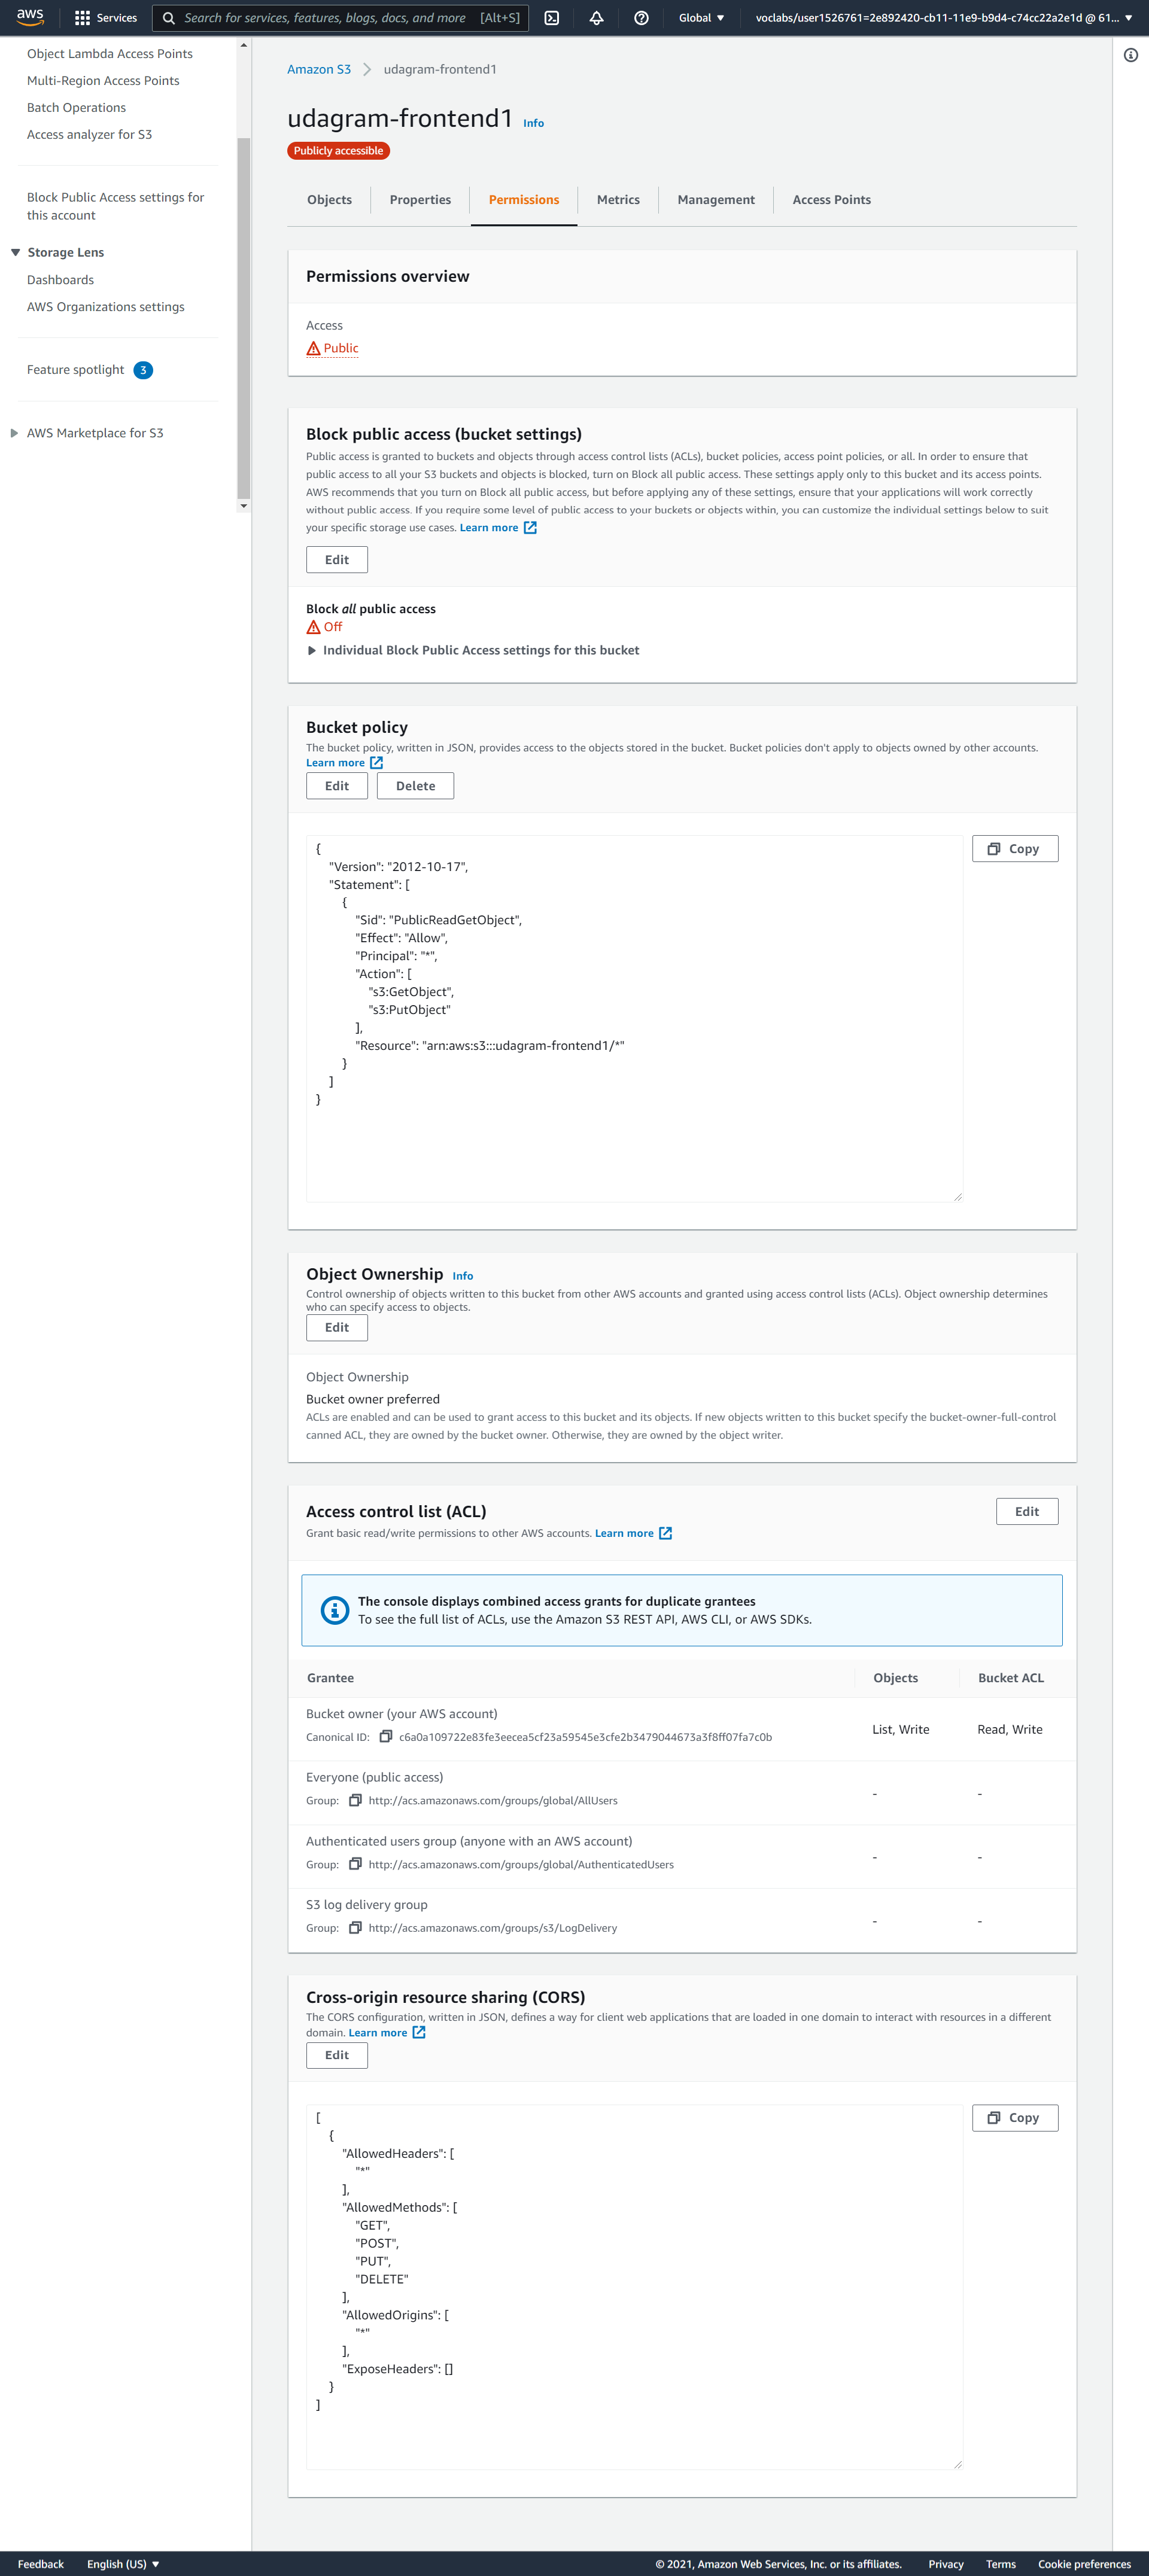 aws
Services
Search for services, features, blogs, docs, and more
[Alt+S]
Global
voclabs/user1526761=2e892420-cb11-11e9-b9d4-c74cc22a2e1d @ 61...
Object Lambda Access Points
Multi-Region Access Points
Batch Operations
Access analyzer for S3
Block Public Access settings for
this account
Storage Lens
Dashboards
AWS Organizations settings
Feature spotlight 3
AWS Marketplace for S3
Amazon S3 udagram-frontend1
udagram-frontend1 Info
Publicly accessible
Objects Properties Permissions Metrics Management Access Points
Permissions overview
Access
Public
Block public access (bucket settings)
Public access is granted to buckets and objects through access control lists (ACLs), bucket policies, access point policies, or all. In order to ensure that
public access to all your S3 buckets and objects is blocked, turn on Block all public access. These settings apply only to this bucket and its access points.
AWS recommends that you turn on Block all public access, but before applying any of these settings, ensure that your applications will work correctly
without public access. If you require some level of public access to your buckets or objects within, you can customize the individual settings below to suit
your specific storage use cases. Learn more
Edit
Block all public access
Off
Individual Block Public Access settings for this bucket
Bucket policy
The bucket policy, written in JSON, provides access to the objects stored in the bucket. Bucket policies don't apply to objects owned by other accounts.
Learn more
Edit Delete
Copy
{
"Version": "2012-10-17",
"Statement": [
{
"Sid": "PublicReadGetObject",
"Effect": "Allow",
"Principal": "*",
"Action": [
"s3:GetObject",
"s3:PutObject"
],
"Resource": "arn:aws:s3:::udagram-frontend1/*"
}
]
}
Object Ownership Info
Control ownership of objects written to this bucket from other AWS accounts and granted using access control lists (ACLs). Object ownership determines
who can specify access to objects.
Edit
Object Ownership
Bucket owner preferred
ACLs are enabled and can be used to grant access to this bucket and its objects. If new objects written to this bucket specify the bucket-owner-full-control
canned ACL, they are owned by the bucket owner. Otherwise, they are owned by the object writer.
Access control list (ACL)
Edit
Grant basic read/write permissions to other AWS accounts. Learn more
The console displays combined access grants for duplicate grantees
To see the full list of ACLs, use the Amazon S3 REST API, AWS CLI, or AWS SDKs.
Grantee Objects Bucket ACL
Bucket owner (your AWS account)
Canonical ID: c6a0a109722e83fe3eecea5cf23a59545e3cfe2b3479044673a3f8ff07fa7c0b
List, Write Read, Write
Everyone (public access)
Group: http://acs.amazonaws.com/groups/global/AllUsers
- -
Authenticated users group (anyone with an AWS account)
Group: http://acs.amazonaws.com/groups/global/AuthenticatedUsers
- -
S3 log delivery group
Group: http://acs.amazonaws.com/groups/s3/LogDelivery
- -
Cross-origin resource sharing (CORS)
The CORS configuration, written in JSON, defines a way for client web applications that are loaded in one domain to interact with resources in a different
domain. Learn more
Edit
Copy
[
{
"AllowedHeaders": [
"*"
],
"AllowedMethods": [
"GET",
"POST",
"PUT",
"DELETE"
],
"AllowedOrigins": [
"*"
],
"ExposeHeaders": []
}
]
Feedback English (US) © 2021, Amazon Web Services, Inc. or its affiliates. Privacy Terms Cookie preferences